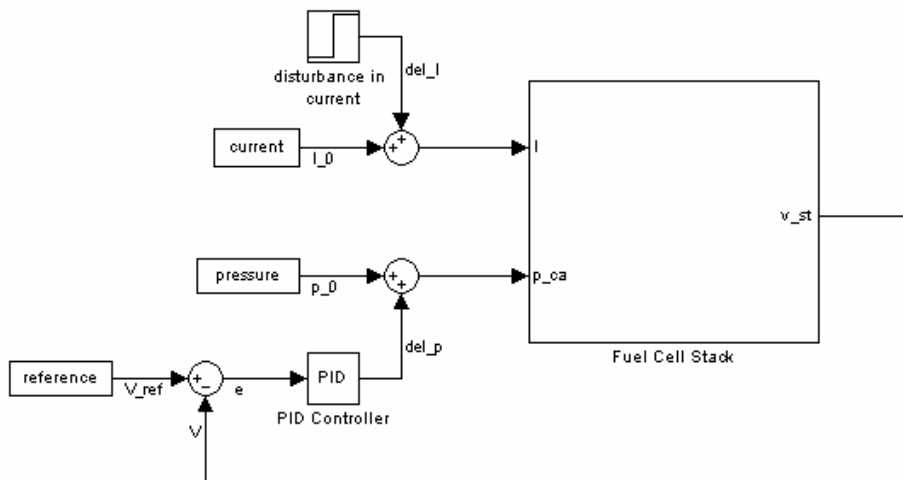 del_I
disturbance in
current
current
I_0
I
v_st
pressure
p_0
p_ca
del_p
Fuel Cell Stack
reference
V_ref
e
PID
PID Controller
V